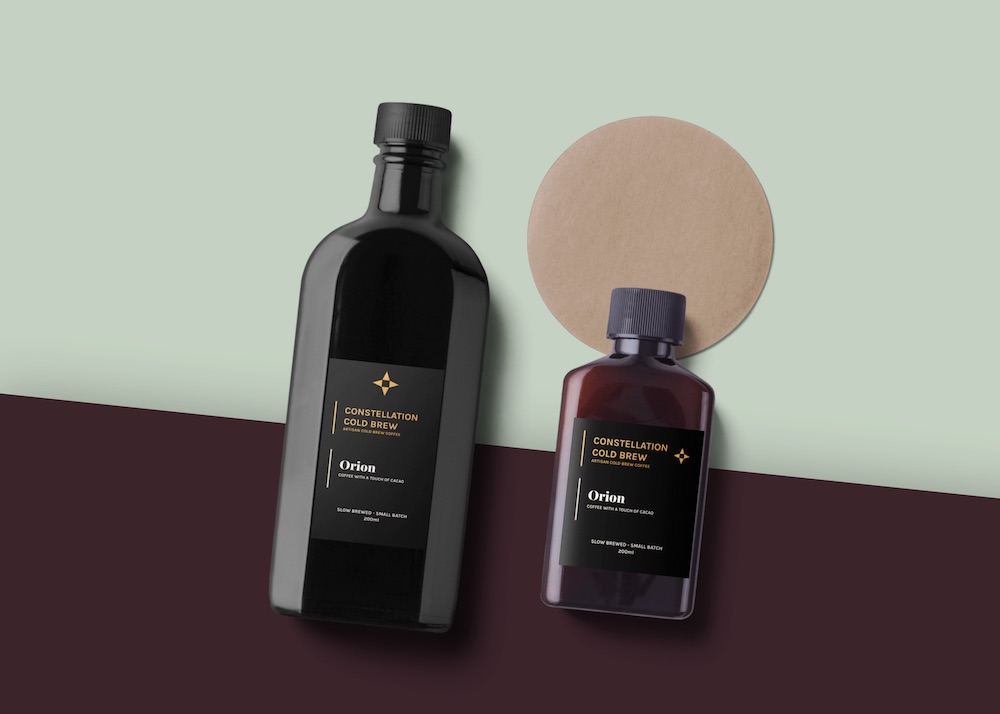 CONSTELLATION
COLD BREW
ARTISAN COLD BREW COFFEE
Orion
COFFEE WITH A TOUCH OF CACAO
SLOW BREWED - SMALL BATCH
200ml
CONSTELLATION
COLD BREW
ARTISAN COLD BREW COFFEE
Orion
COFFEE WITH A TOUCH OF CACAO
SLOW BREWED - SMALL BATCH
200ml